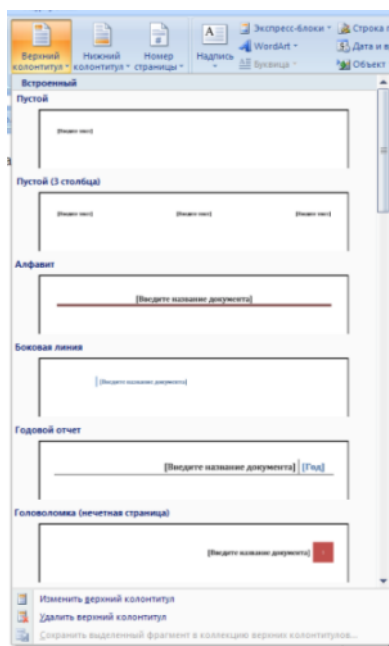 Верхний колонтитул
Нижний колонтитул
Номер страницы
Надпись
Экспресс-блоки
WordArt
Буквица
Строка
Дата и в
Объект
Встроенный
Пустой
[Введите текст]
Пустой (3 столбца)
[Введите текст] [Введите текст] [Введите текст]
Алфавит
[Введите название документа]
Боковая линия
[Введите название документа]
Годовой отчет
[Введите название документа] [Год]
Головоломка (нечетная страница)
[Введите название документа]
Изменить верхний колонтитул
Удалить верхний колонтитул
Сохранить выделенный фрагмент в коллекцию верхних колонтитулов...